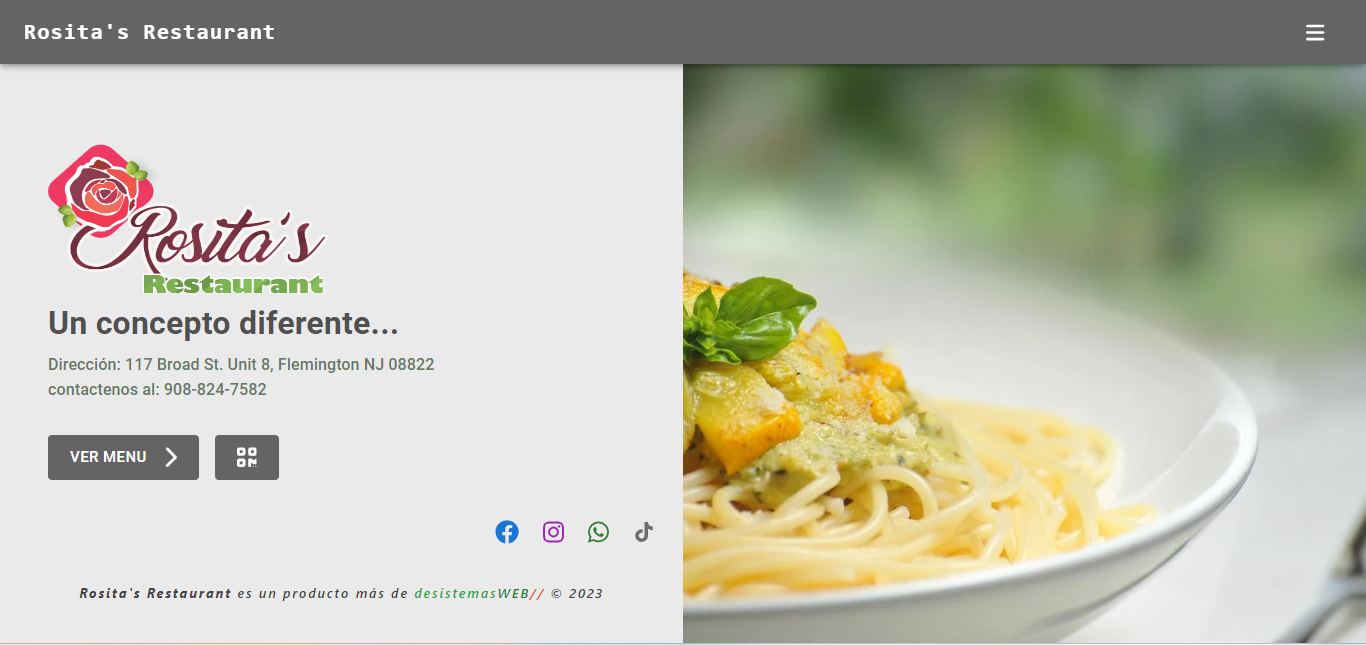 Rosita's Restaurant
Rosita's
Restaurant
Un concepto diferente...
Dirección: 117 Broad St. Unit 8, Flemington NJ 08822
contactenos al: 908-824-7582
VER MENU
Rosita's Restaurant es un producto más de desistemasWEB// © 2023